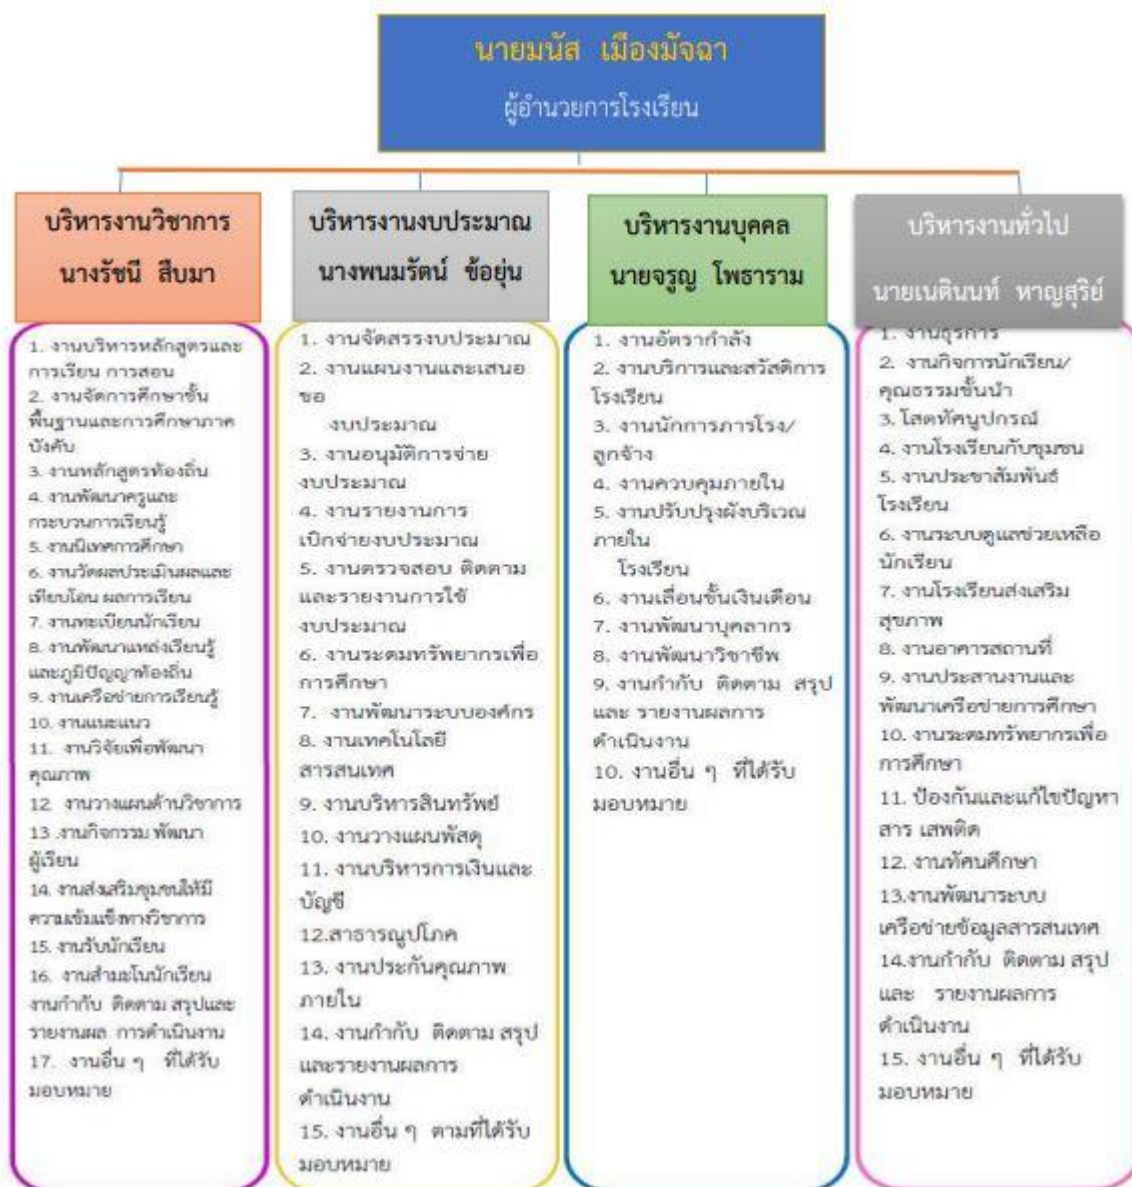 นายมนัส เมืองมัจฉา
ผู้อำนวยการโรงเรียน
บริหารงานวิชาการ
นางรัชนี สืบมา
1. งานบริหารหลักสูตรและ
การเรียน การสอน
2. งานจัดการศึกษาขั้น
พื้นฐานและการศึกษาภาค
บังคับ
3. งานหลักสูตรท้องถิ่น
4. งานพัฒนาครูและ
กระบวนการเรียนรู้
5. งานนิเทศการศึกษา
6. งานวัดผลประเมินผลและ
เทียบโอน ผลการเรียน
7. งานทะเบียนนักเรียน
8. งานพัฒนาแหล่งเรียนรู้
และภูมิปัญญาท้องถิ่น
9. งานเครือข่ายการเรียนรู้
10. งานแนะแนว
11. งานวิจัยเพื่อพัฒนา
คุณภาพ
12 งานวางแผนด้านวิชาการ
13 .งานกิจกรรม พัฒนา
ผู้เรียน
14. งานส่งเสริมชุมชนให้มี
ความเข้มแข็งทางวิชาการ
15. งานรับนักเรียน
16. งานสำมะโนนักเรียน
งานกำกับ ติดตาม สรุปและ
รายงานผล การดำเนินงาน
17. งานอื่น ๆ ที่ได้รับ
มอบหมาย
บริหารงานงบประมาณ
นางพนมรัตน์ ข้อยุ่น
1. งานจัดสรรงบประมาณ
2. งานแผนงานและเสนอ
ขอ
งบประมาณ
3. งานอนุมัติการจ่าย
งบประมาณ
4. งานรายงานการ
เบิกจ่ายงบประมาณ
5. งานตรวจสอบ ติดตาม
และรายงานการใช้
งบประมาณ
6. งานระดมทรัพยากรเพื่อ
การศึกษา
7. งานพัฒนาระบบองค์กร
8. งานเทคโนโลยี
สารสนเทศ
9. งานบริหารสินทรัพย์
10. งานวางแผนพัสดุ
11. งานบริหารการเงินและ
บัญชี
12.สาธารณูปโภค
13. งานประกันคุณภาพ
ภายใน
14. งานกำกับ ติดตาม สรุป
และรายงานผลการ
ดำเนินงาน
15. งานอื่น ๆ ตามที่ได้รับ
มอบหมาย
บริหารงานบุคคล
นายจรูญ โพธาราม
1. งานอัตรากำลัง
2. งานบริการและสวัสดิการ
โรงเรียน
3. งานนักการภารโรง/
ลูกจ้าง
4. งานควบคุมภายใน
5. งานปรับปรุงผังบริเวณ
ภายใน
โรงเรียน
6. งานเลื่อนขั้นเงินเดือน
7. งานพัฒนาบุคลากร
8. งานพัฒนาวิชาชีพ
9. งานกำกับ ติดตาม สรุป
และ รายงานผลการ
ดำเนินงาน
10. งานอื่น ๆ ที่ได้รับ
มอบหมาย
บริหารงานทั่วไป
นายเนตินนท์ หาญสุริย์
1. งานธุรการ
2. งานกิจการนักเรียน/
คุณธรรมชั้นนำ
3. โสตทัศนูปกรณ์
4. งานโรงเรียนกับชุมชน
5. งานประชาสัมพันธ์
โรงเรียน
6. งานระบบดูแลช่วยเหลือ
นักเรียน
7. งานโรงเรียนส่งเสริม
สุขภาพ
8. งานอาคารสถานที่
9. งานประสานงานและ
พัฒนาเครือข่ายการศึกษา
10. งานระดมทรัพยากรเพื่อ
การศึกษา
11. ป้องกันและแก้ไขปัญหา
สาร เสพติด
12. งานทัศนศึกษา
13.งานพัฒนาระบบ
เครือข่ายข้อมูลสารสนเทศ
14.งานกำกับ ติดตาม สรุป
และ รายงานผลการ
ดำเนินงาน
15. งานอื่น ๆ ที่ได้รับ
มอบหมาย